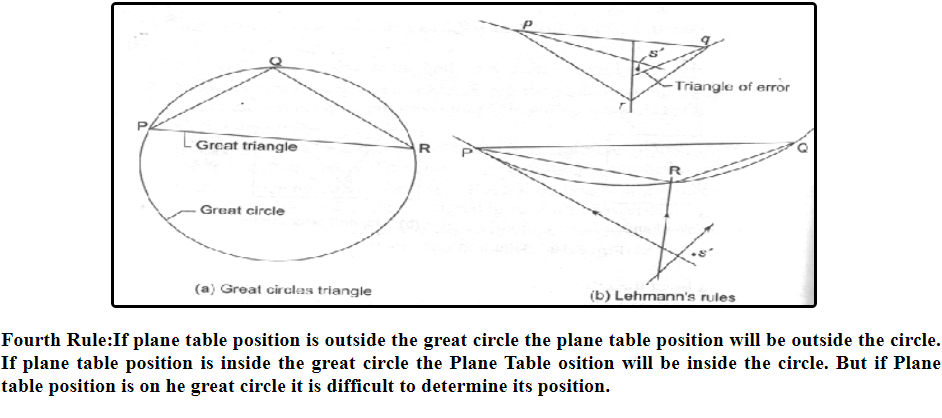 Q
P
R
Great triangle
Great circle
(a) Great circles triangle
p
q
s'
Triangle of error
r
P
Q
R
s'
(b) Lehmann's rules
Fourth Rule:If plane table position is outside the great circle the plane table position will be outside the circle.
If plane table position is inside the great circle the Plane Table osition will be inside the circle. But if Plane
table position is on he great circle it is difficult to determine its position.